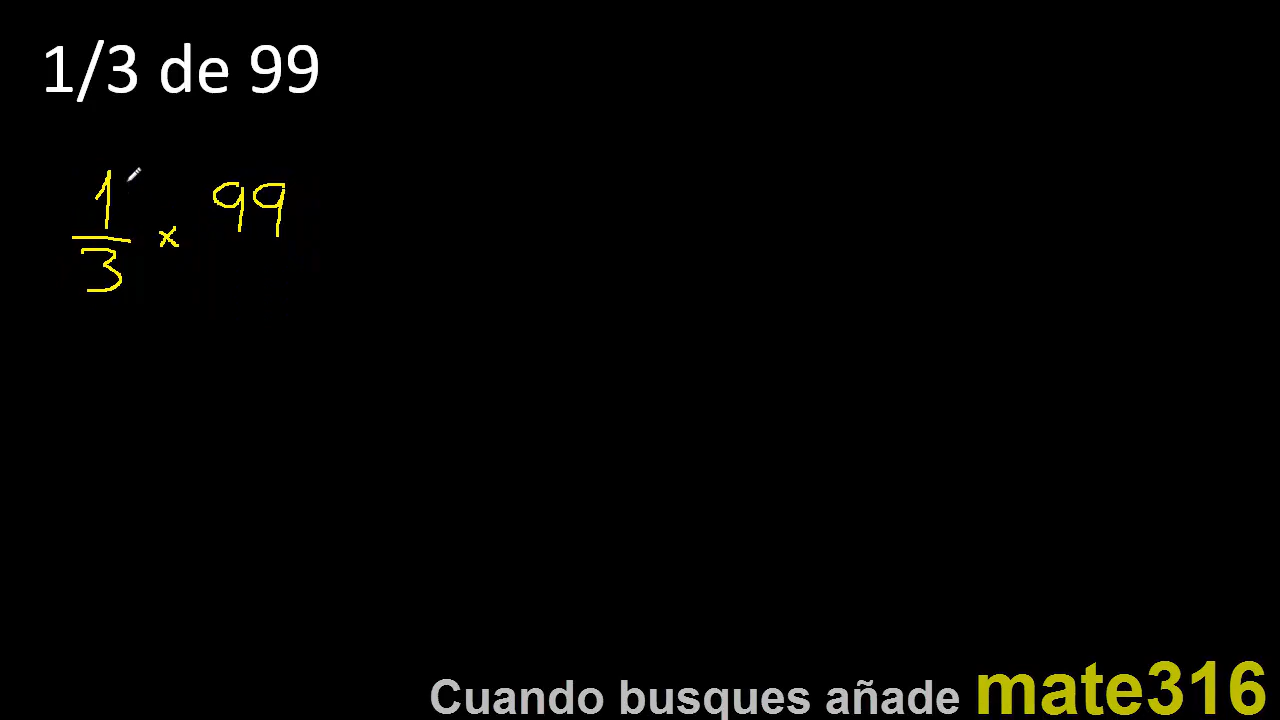 1/3 de 99
1/3 × 99
Cuando busques añade mate316